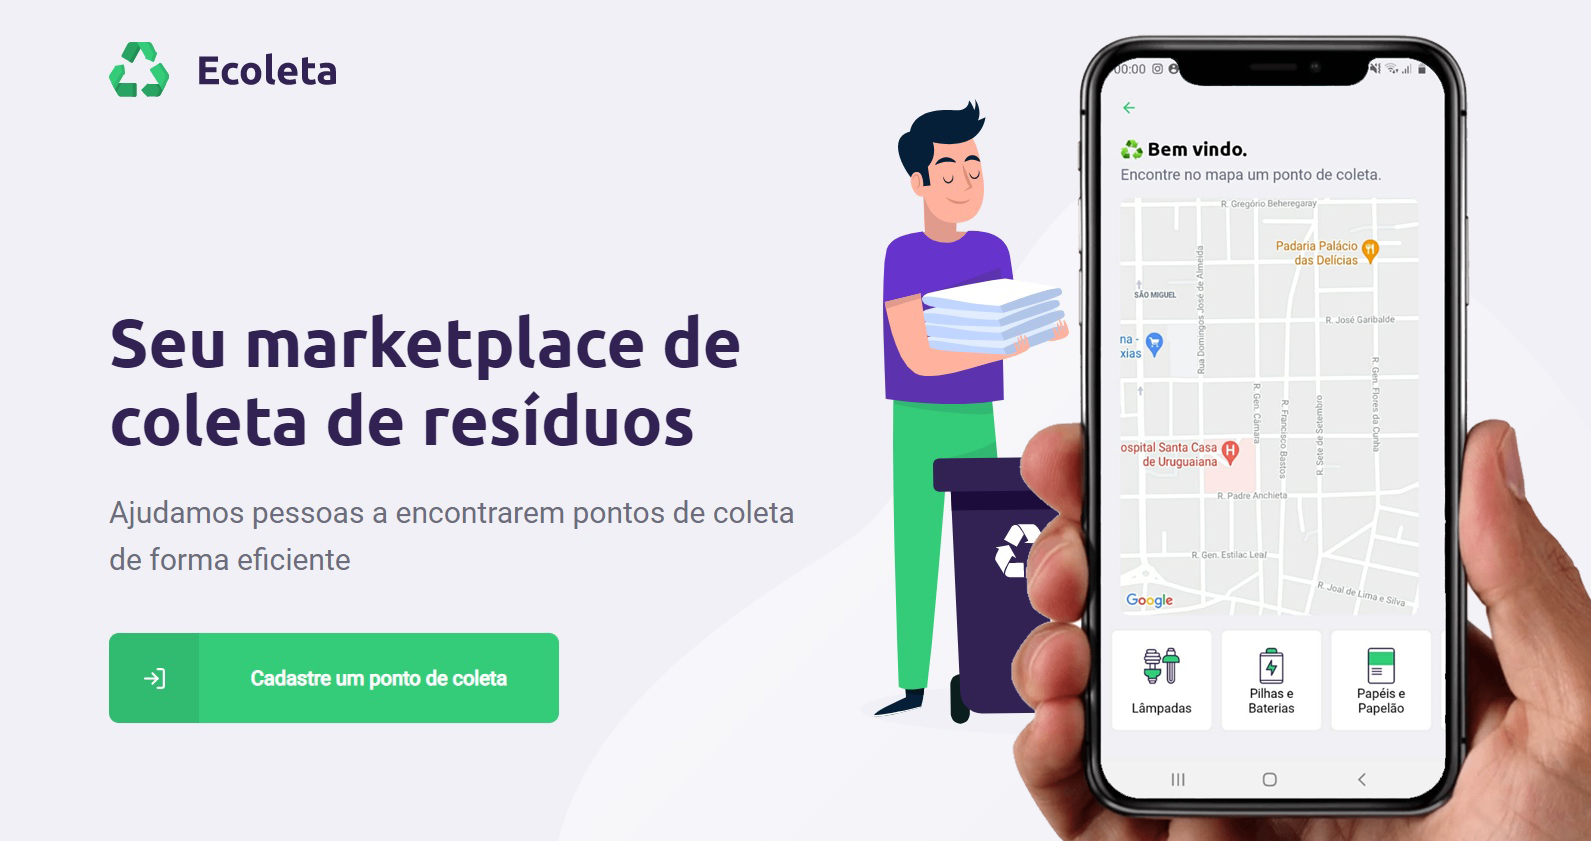 Ecoleta
Seu marketplace de
coleta de resíduos
Ajudamos pessoas a encontrarem pontos de coleta
de forma eficiente
Cadastre um ponto de coleta
00:00
Bem vindo.
Encontre no mapa um ponto de coleta.
R. Gregório Beheregaray
Padaria Palácio
das Delícias
Rua Domingos José de Almeida
SÃO MIGUEL
R. José Garibalde
na -
xias
R. Gen. Flores da Cunha
R. Gen. Câmara
R. Francisco Bastos
R. Sete de Setembro
ospital Santa Casa
de Uruguaiana
R. Padre Anchieta
R. Gen. Estilac Leal
R. Joal de Lima e Silva
Google
Lâmpadas
Pilhas e
Baterias
Papéis e
Papelão